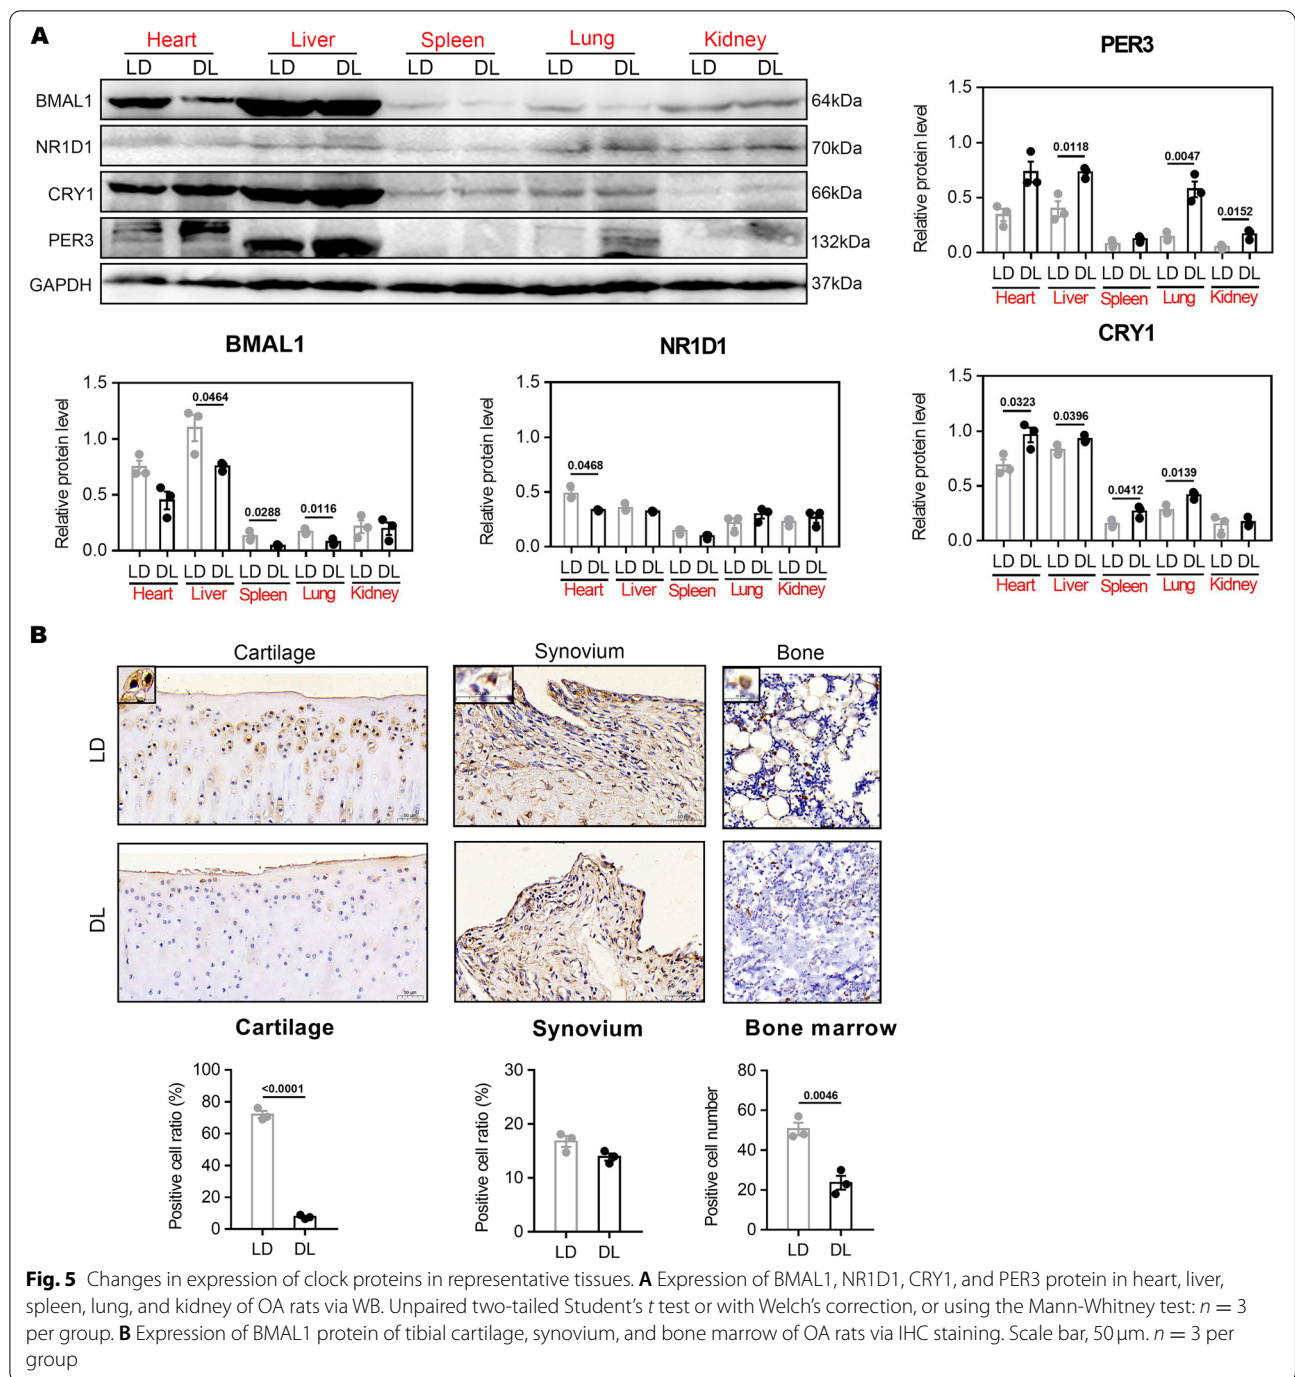 A
Heart Liver Spleen Lung Kidney
LD DL LD DL LD DL LD DL LD DL
BMAL1 64kDa
NR1D1 70kDa
CRY1 66kDa
PER3 132kDa
GAPDH 37kDa
PER3
Relative protein level
1.5
1.0
0.5
0.0
0.0118
0.0047
0.0152
LD DL LD DL LD DL LD DL LD DL
Heart Liver Spleen Lung Kidney
BMAL1
Relative protein level
1.5
1.0
0.5
0.0
0.0464
0.0288
0.0116
LD DL LD DL LD DL LD DL LD DL
Heart Liver Spleen Lung Kidney
NR1D1
Relative protein level
1.5
1.0
0.5
0.0
0.0468
LD DL LD DL LD DL LD DL LD DL
Heart Liver Spleen Lung Kidney
CRY1
Relative protein level
1.5
1.0
0.5
0.0
0.0323
0.0396
0.0412
0.0139
LD DL LD DL LD DL LD DL LD DL
Heart Liver Spleen Lung Kidney
B
Cartilage Synovium Bone
LD
50 μm
DL
50 μm
Cartilage
Positive cell ratio (%)
100
80
60
40
20
0
<0.0001
LD DL
Synovium
Positive cell ratio (%)
30
20
10
0
LD DL
Bone marrow
Positive cell number
80
60
40
20
0
0.0046
LD DL
Fig. 5 Changes in expression of clock proteins in representative tissues. A Expression of BMAL1, NR1D1, CRY1, and PER3 protein in heart, liver,
spleen, lung, and kidney of OA rats via WB. Unpaired two-tailed Student's t test or with Welch's correction, or using the Mann-Whitney test: n = 3
per group. B Expression of BMAL1 protein of tibial cartilage, synovium, and bone marrow of OA rats via IHC staining. Scale bar, 50 μm. n = 3 per
group